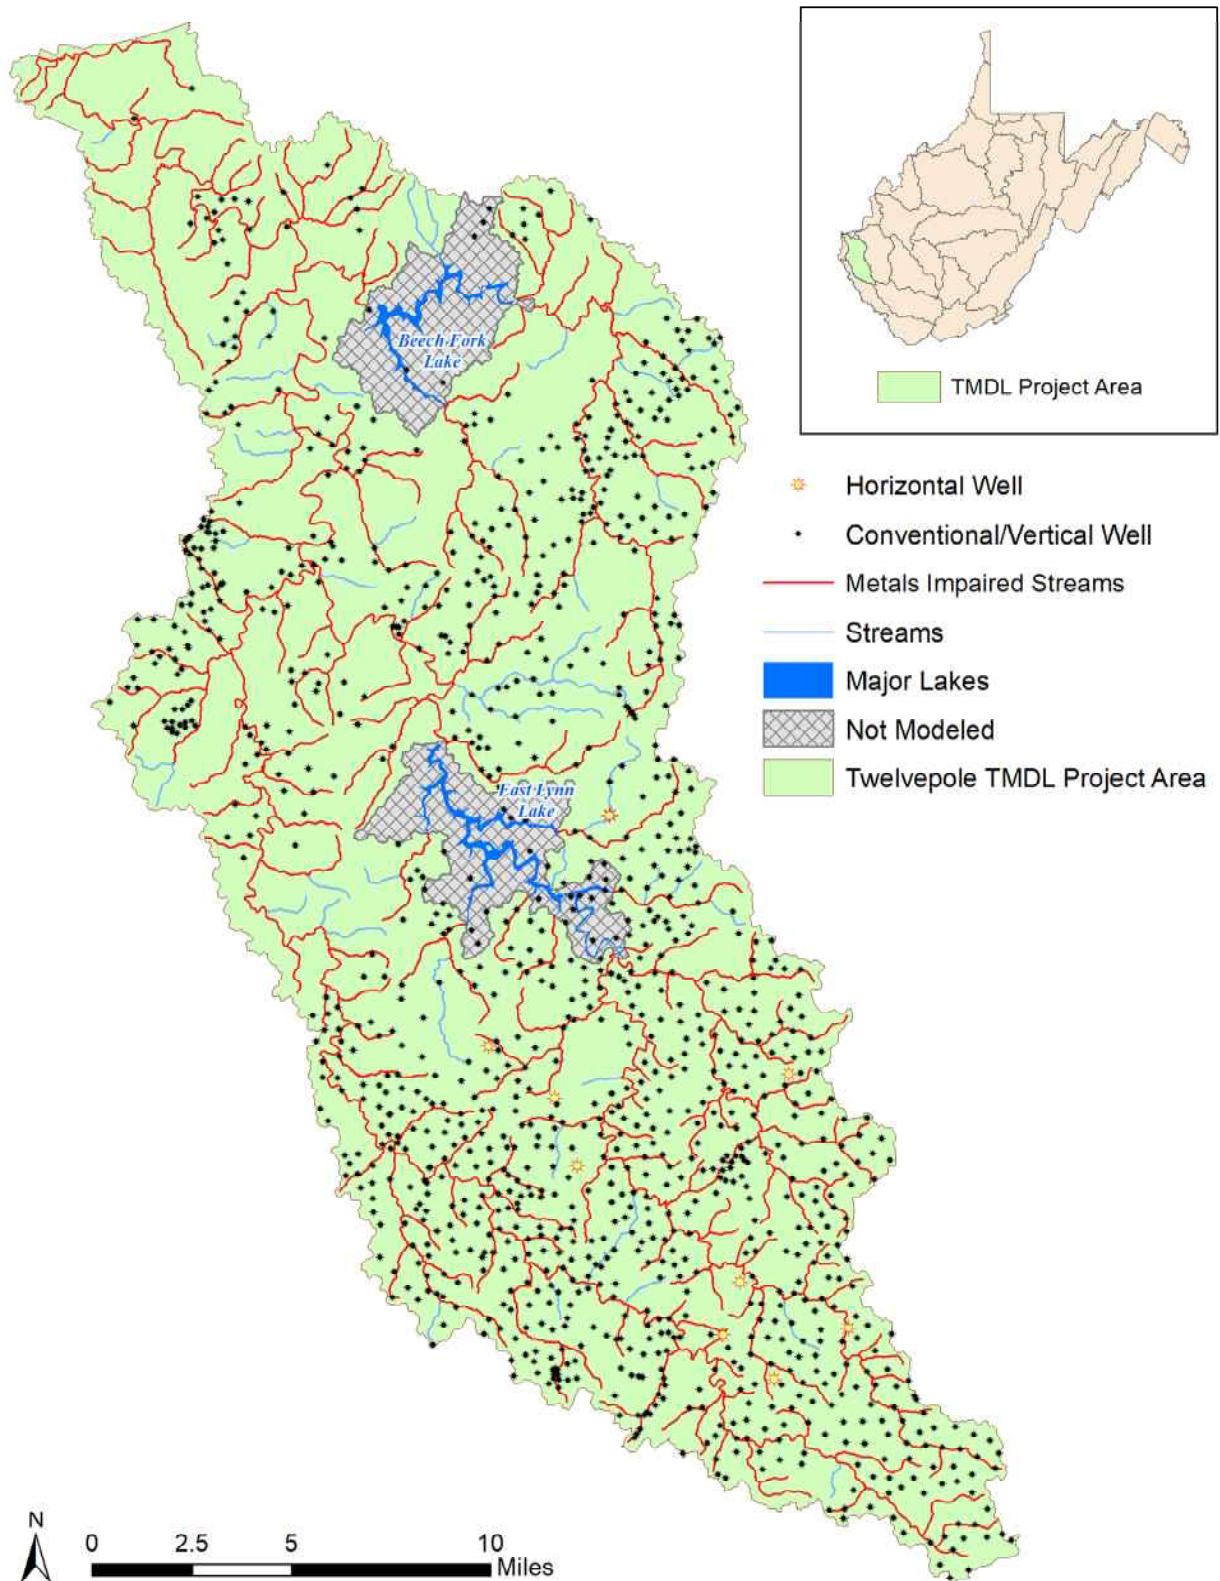 TMDL Project Area
Horizontal Well
Conventional/Vertical Well
Metals Impaired Streams
Streams
Major Lakes
Not Modeled
Twelvepole TMDL Project Area
Beech Fork
Lake
East Lynn
Lake
N
0 2.5 5 10
Miles